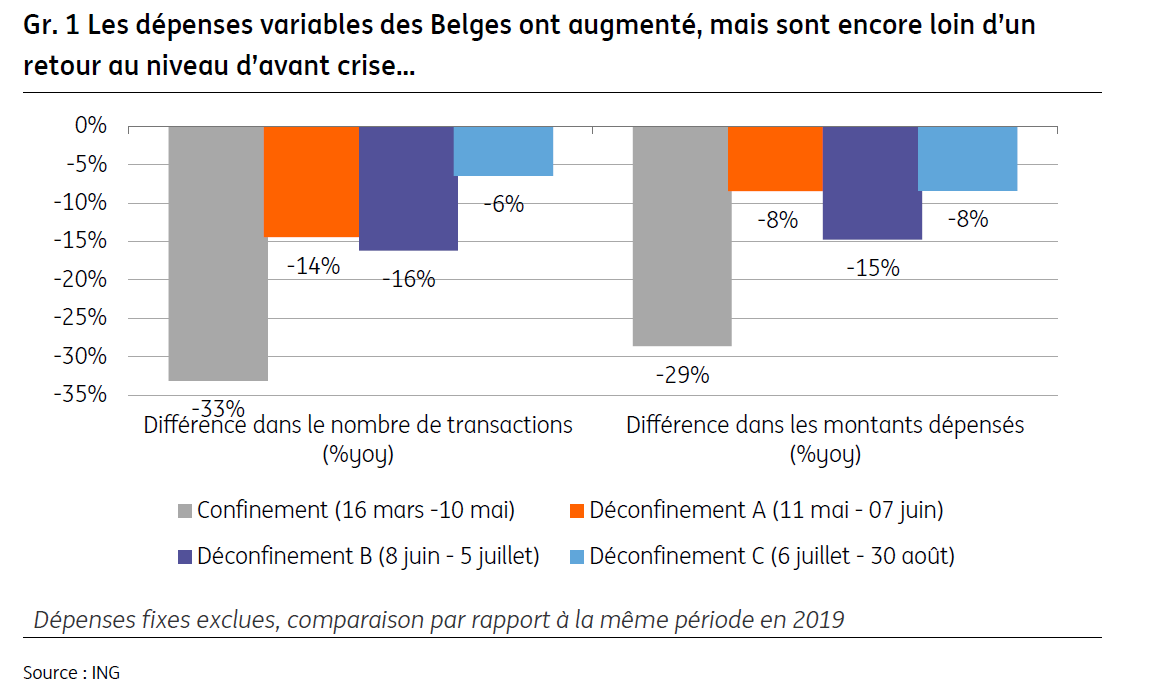 Gr. 1 Les dépenses variables des Belges ont augmenté, mais sont encore loin d’un
retour au niveau d’avant crise...
0%
-5%
-10%
-15%
-20%
-25%
-30%
-35%
-33%
-14%
-16%
-6%
-29%
-8%
-15%
-8%
Différence dans le nombre de transactions
(%yoy)
Différence dans les montants dépensés
(%yoy)
Confinement (16 mars -10 mai)
Déconfinement A (11 mai - 07 juin)
Déconfinement B (8 juin - 5 juillet)
Déconfinement C (6 juillet - 30 août)
Dépenses fixes exclues, comparaison par rapport à la même période en 2019
Source : ING